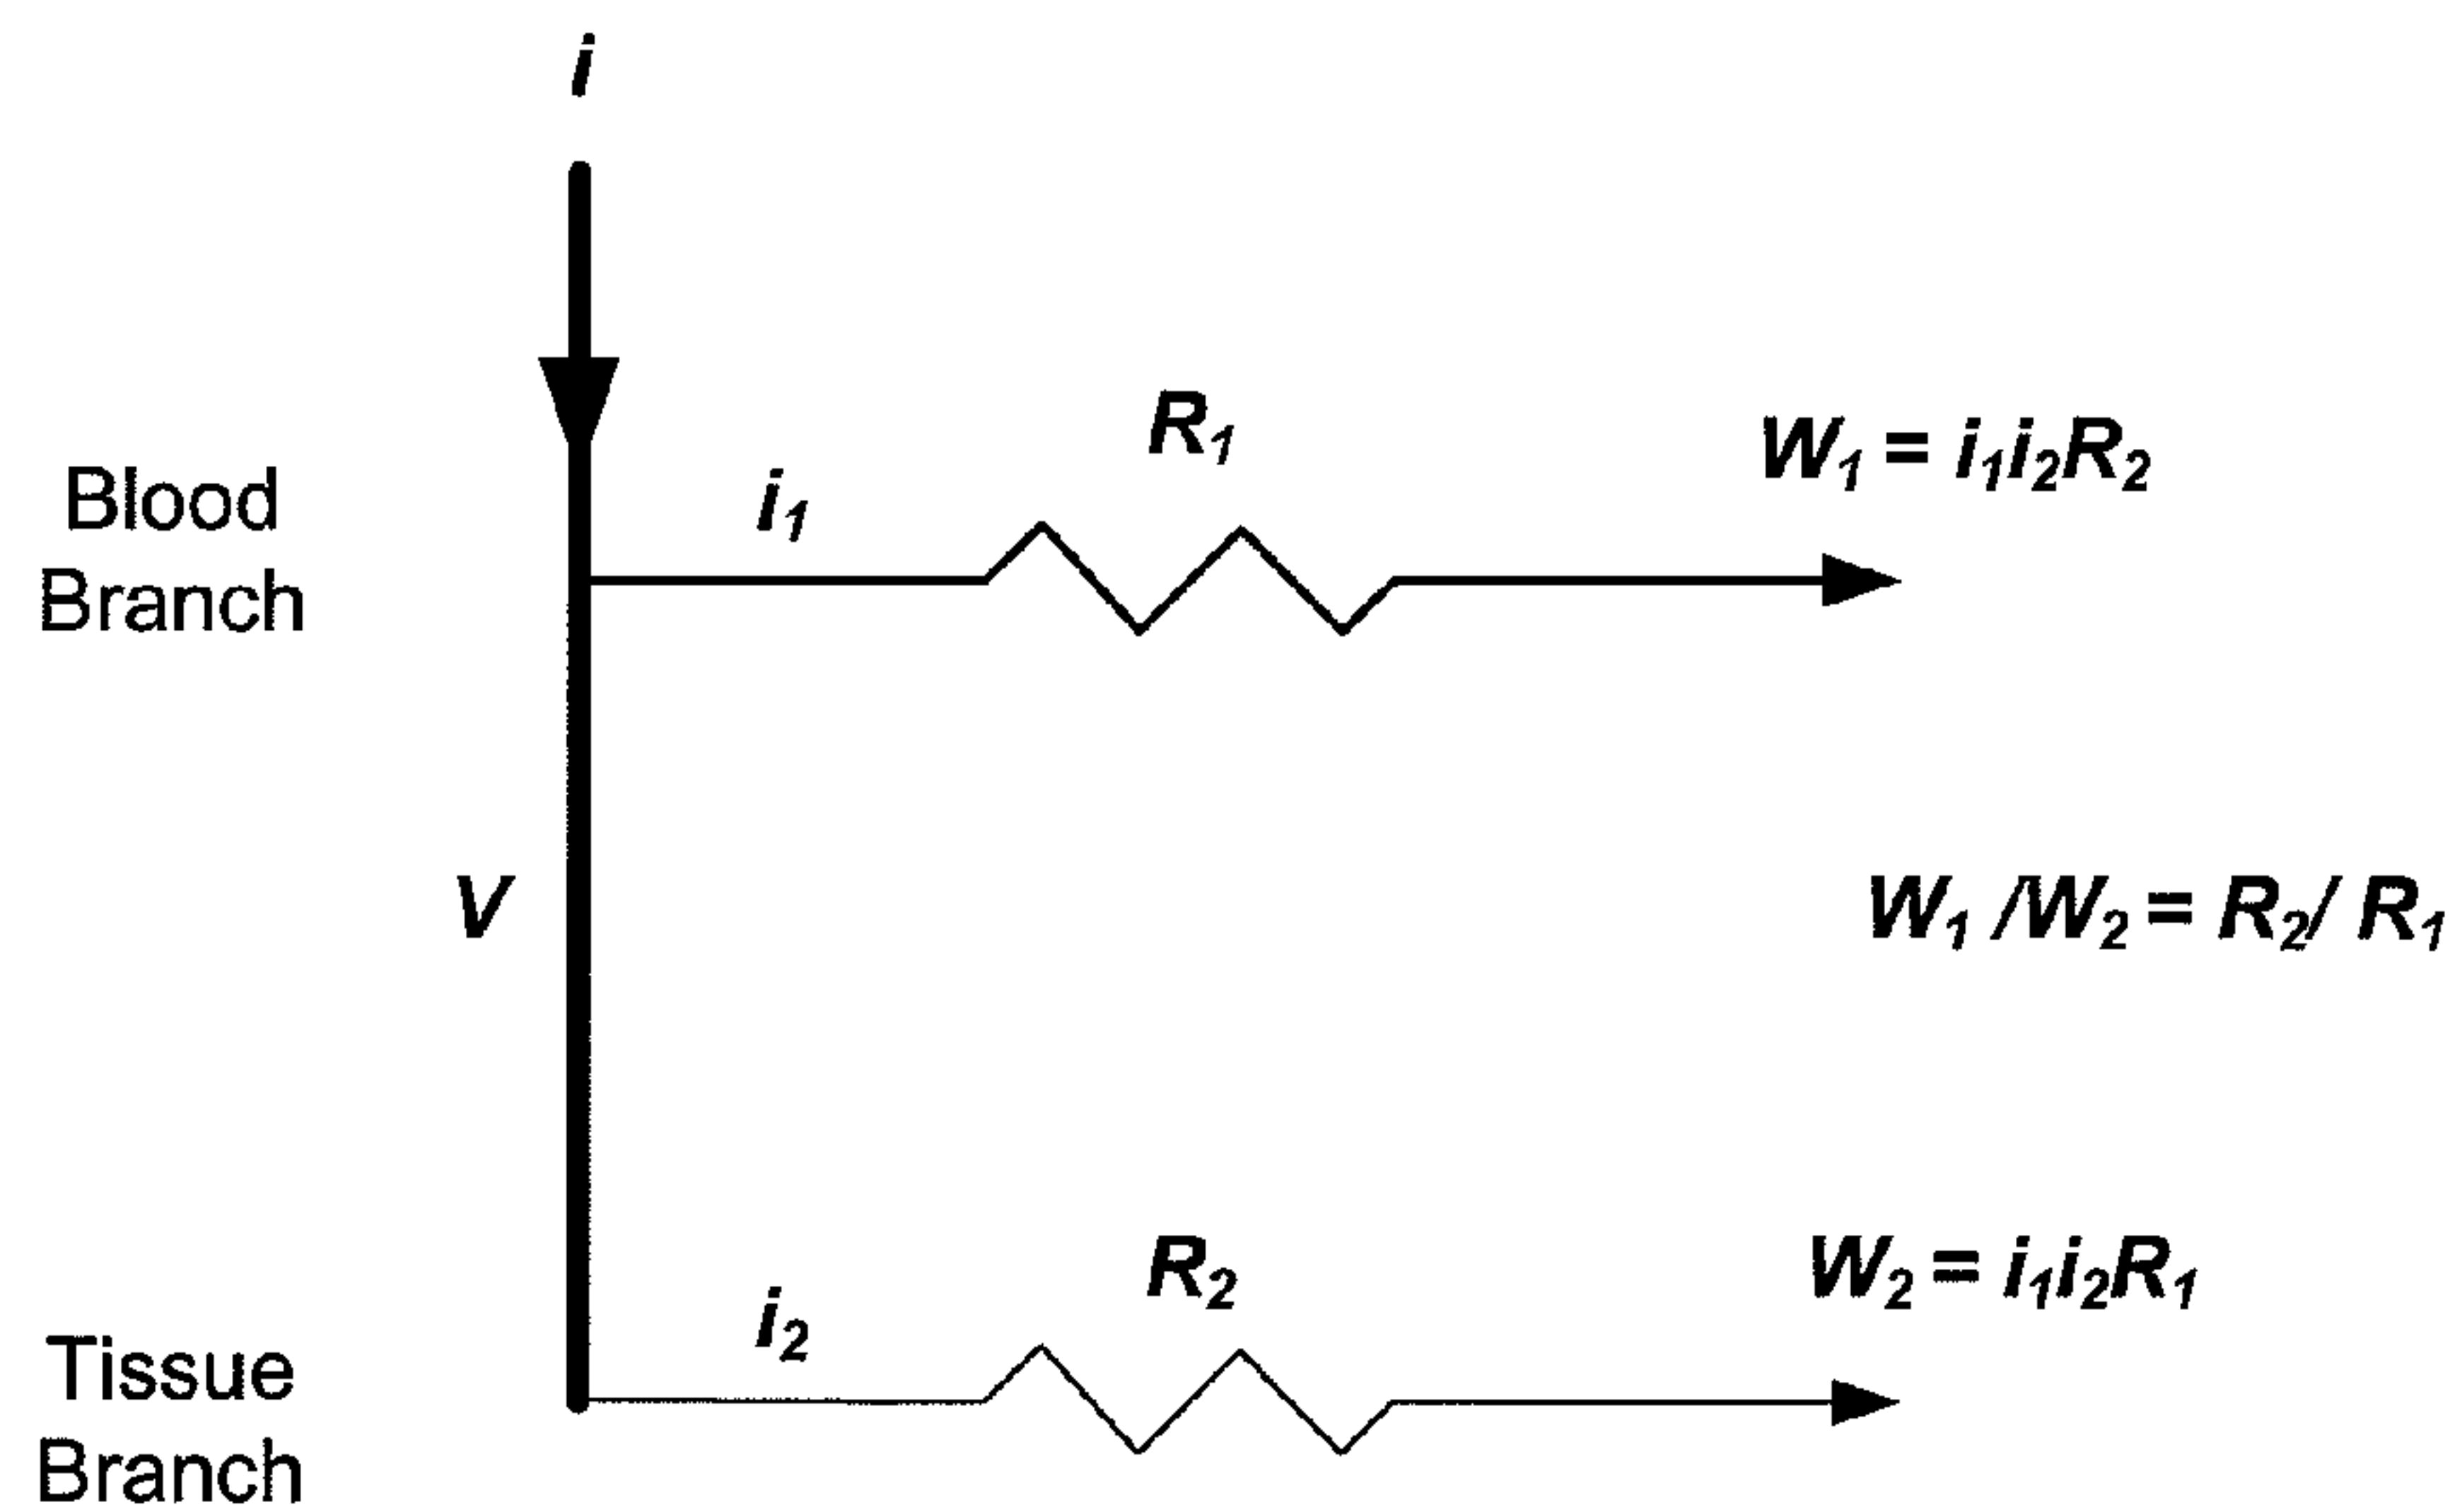 i
R₁
W₁ = i₁i₂R₂
i₁
Blood
Branch
V
W₁ /W₂ = R₂/ R₁
R₂
W₂ = i₁i₂R₁
i₂
Tissue
Branch